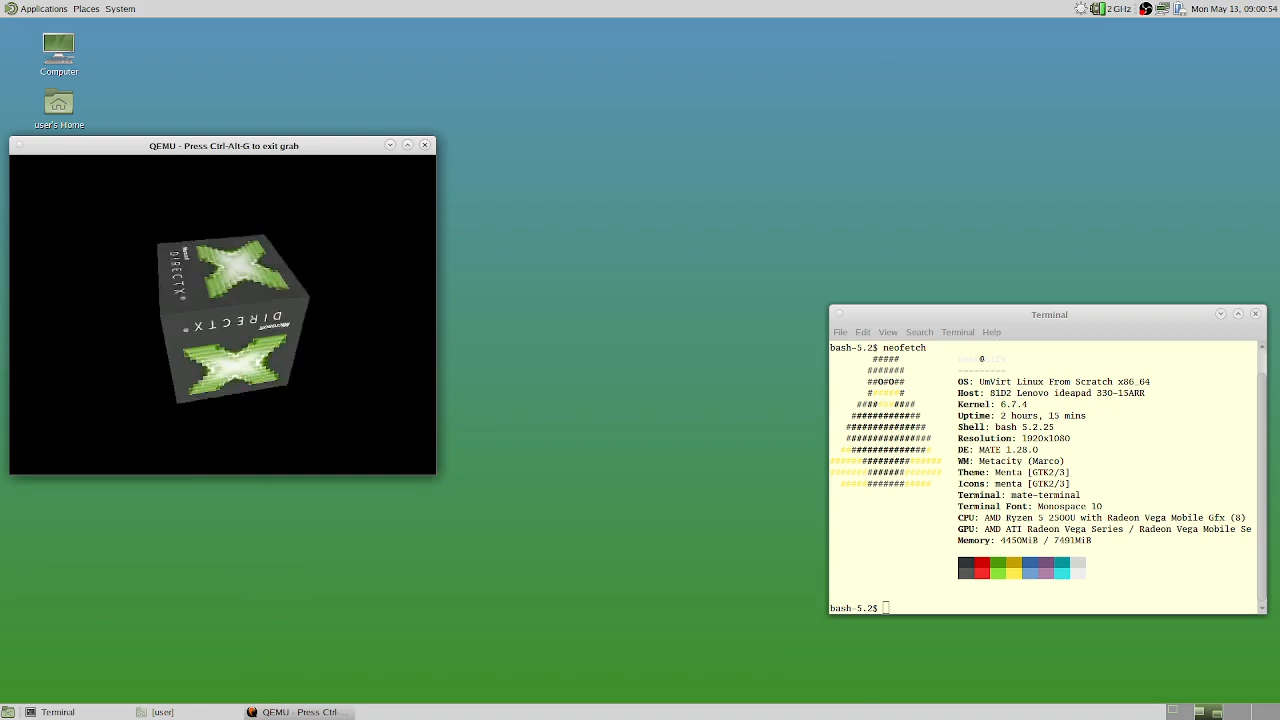 Applications Places System
2 GHz
Mon May 13, 09:00:54
Computer
user's Home
QEMU - Press Ctrl-Alt-G to exit grab
DIRECTX®
Microsoft
DIRECTX®
Terminal
File Edit View Search Terminal Help
bash-5.2$ neofetch
#####
#######
##O#O##
#######
###########
#############
###############
################
#################
#####################
#####################
#################
---------
OS: UmVirt Linux From Scratch x86_64
Host: 81D2 Lenovo ideapad 330-15ARR
Kernel: 6.7.4
Uptime: 2 hours, 15 mins
Shell: bash 5.2.25
Resolution: 1920x1080
DE: MATE 1.28.0
WM: Metacity (Marco)
Theme: Menta [GTK2/3]
Icons: menta [GTK2/3]
Terminal: mate-terminal
Terminal Font: Monospace 10
CPU: AMD Ryzen 5 2500U with Radeon Vega Mobile Gfx (8)
GPU: AMD ATI Radeon Vega Series / Radeon Vega Mobile Se
Memory: 4450MiB / 7491MiB
bash-5.2$
Terminal
[user]
QEMU - Press Ctrl-...